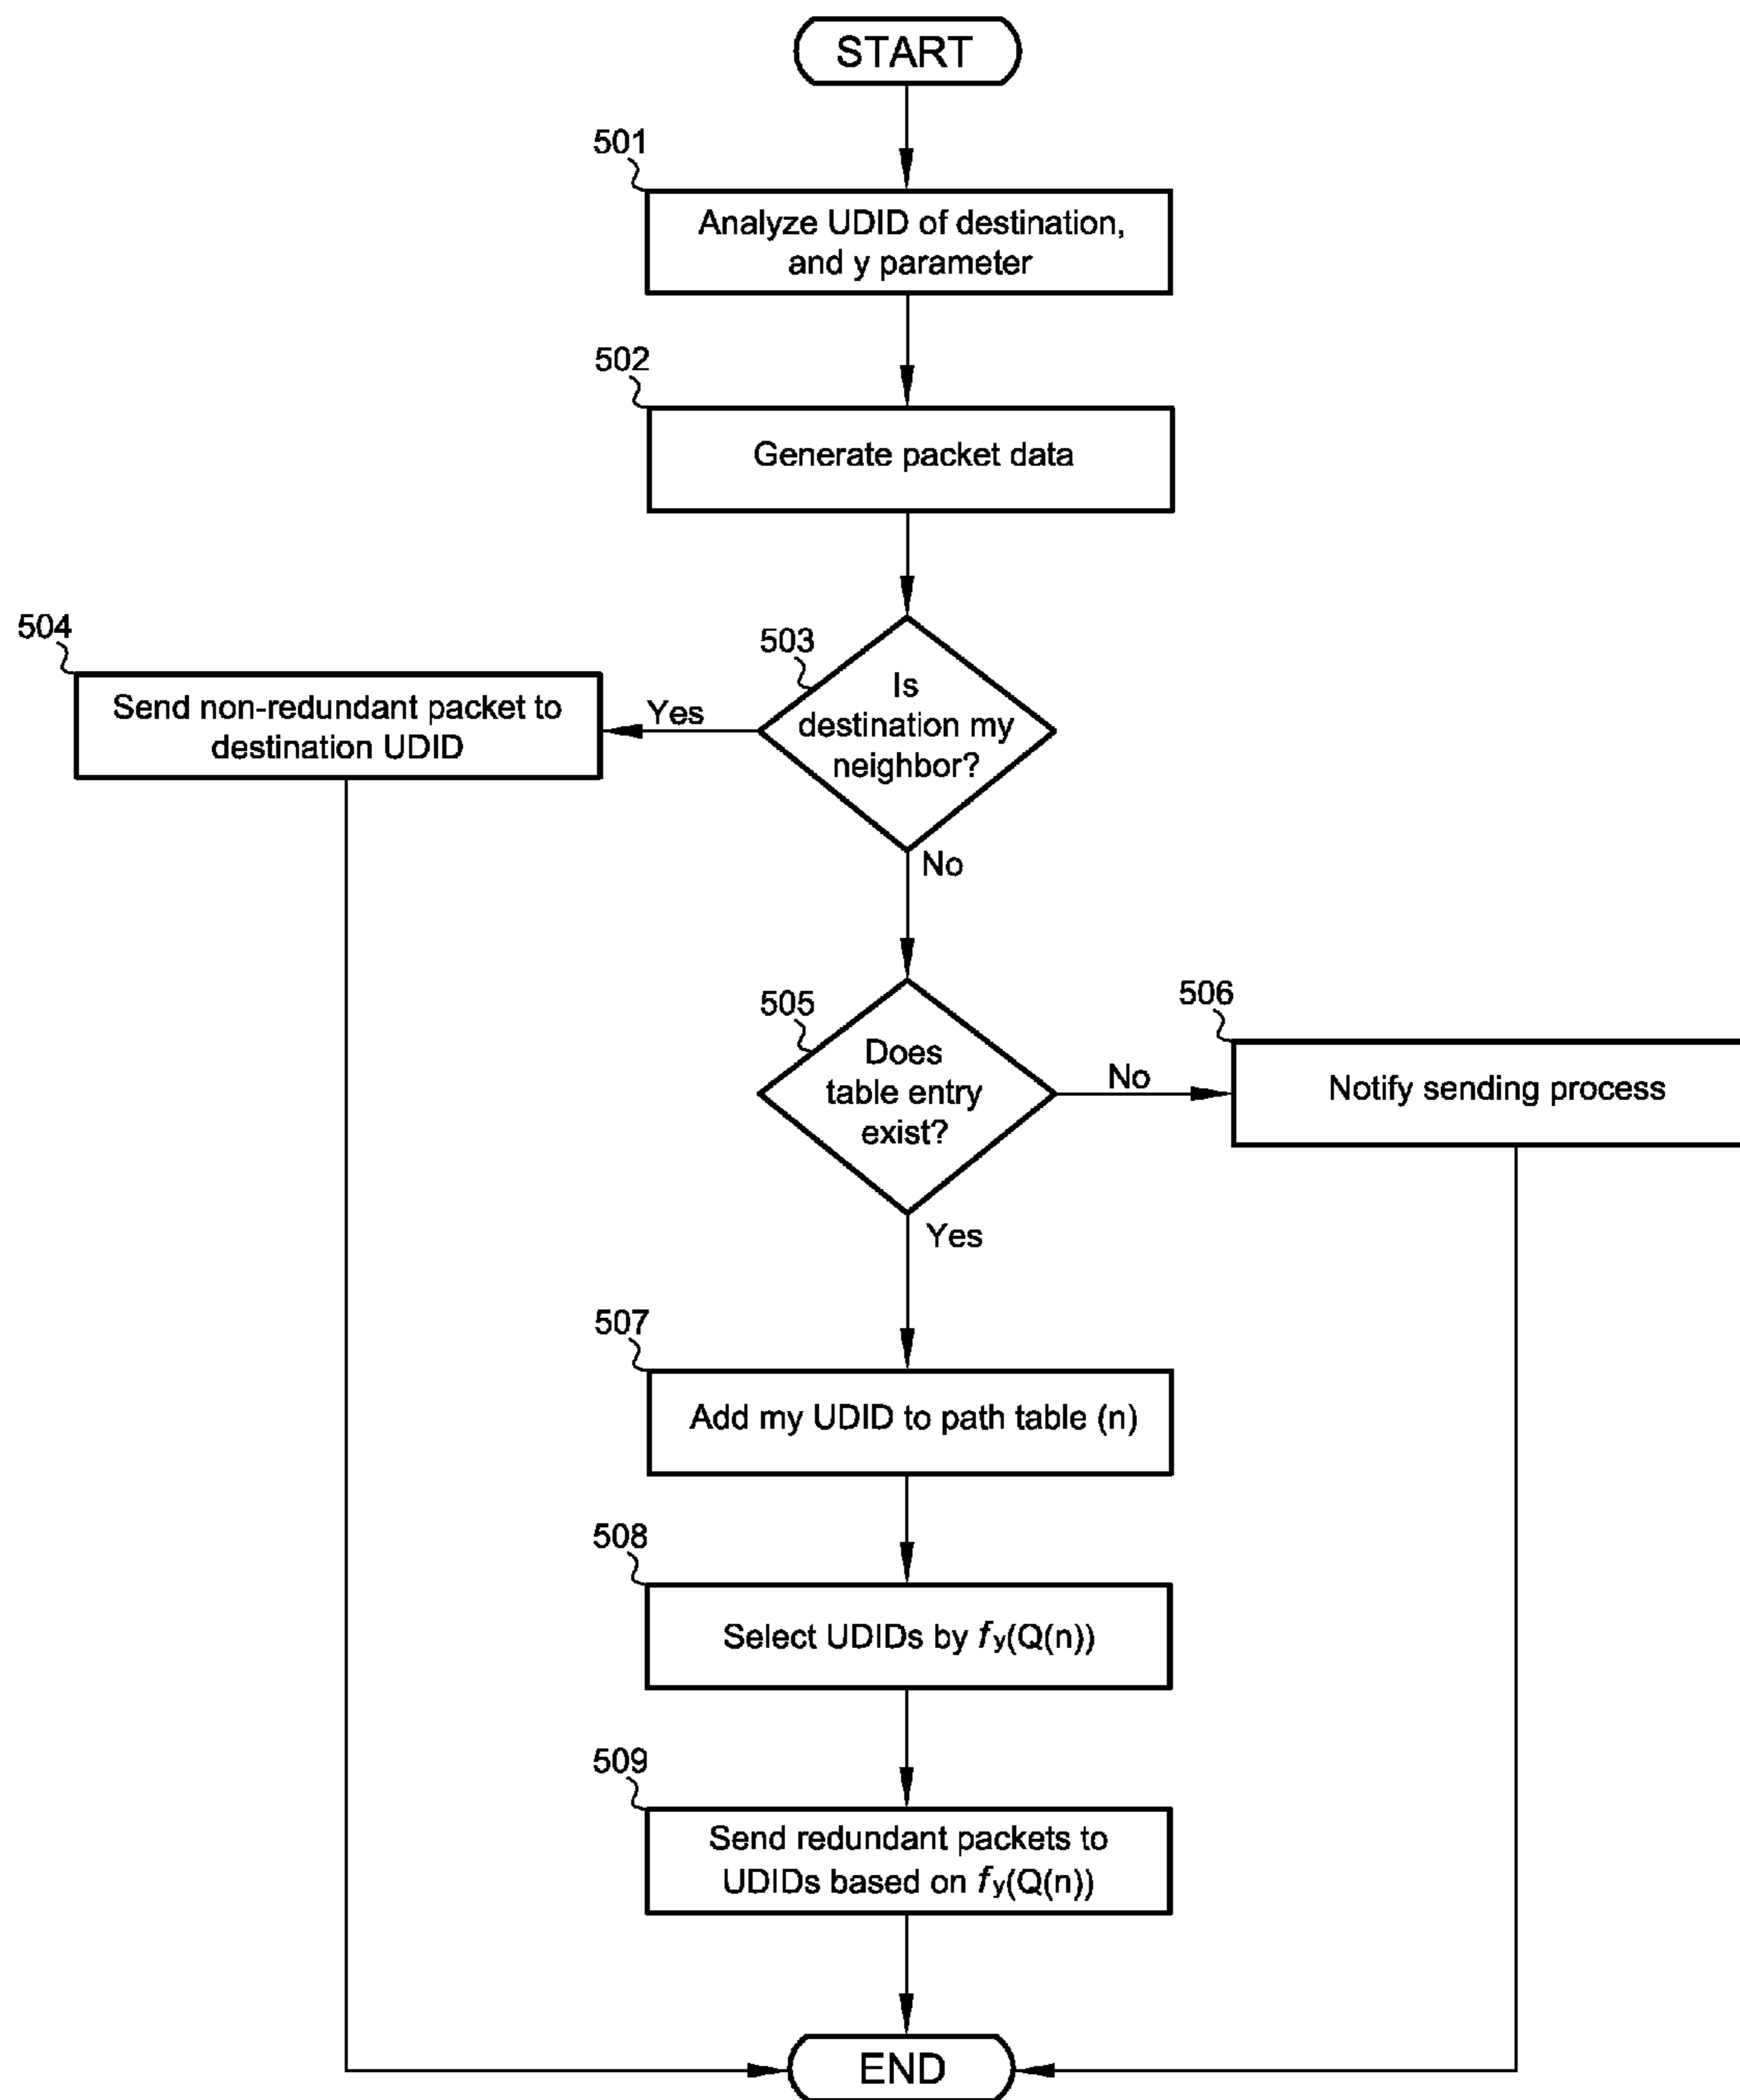 START
501
Analyze UDID of destination,
and y parameter
502
Generate packet data
503
Is
destination my
neighbor?
Yes
504
Send non-redundant packet to
destination UDID
No
505
Does
table entry
exist?
No
506
Notify sending process
Yes
507
Add my UDID to path table (n)
508
Select UDIDs by fy(Q(n))
509
Send redundant packets to
UDIDs based on fy(Q(n))
END